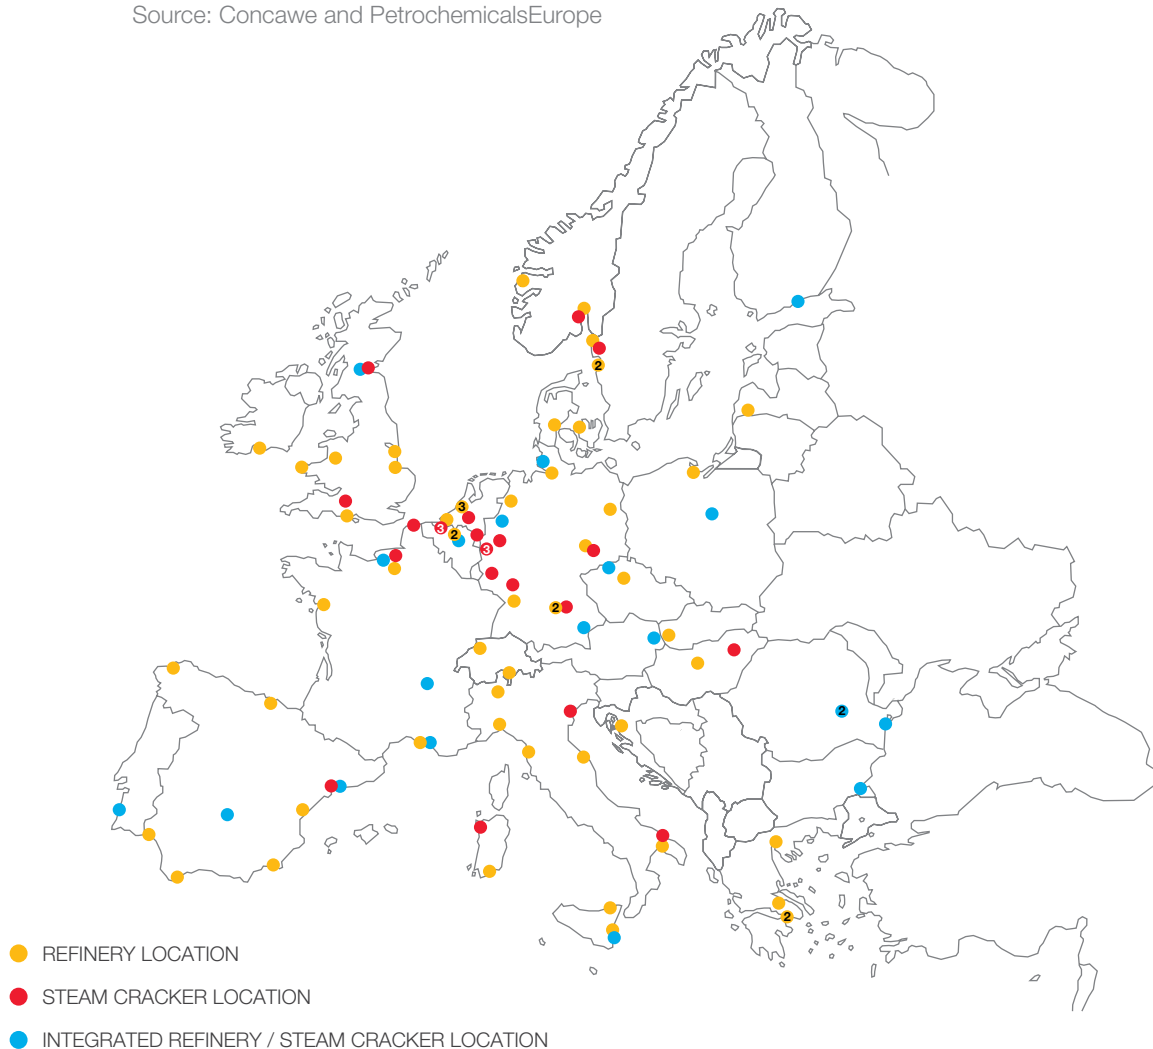 Source: Concawe and PetrochemicalsEurope
2
3
3
2
3
2
2
2
REFINERY LOCATION
STEAM CRACKER LOCATION
INTEGRATED REFINERY / STEAM CRACKER LOCATION